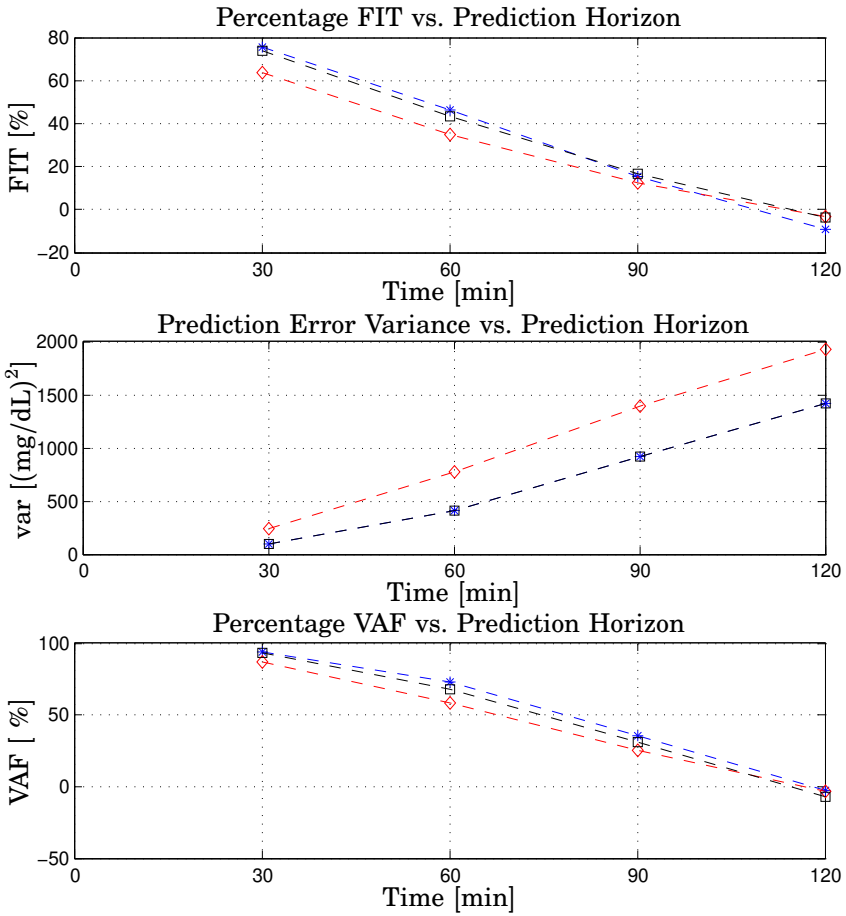 Percentage FIT vs. Prediction Horizon
FIT [%]
80
60
40
20
0
−20
0 30 60 90 120
Time [min]
Prediction Error Variance vs. Prediction Horizon
var [(mg/dL)²]
2000
1500
1000
500
0
0 30 60 90 120
Time [min]
Percentage VAF vs. Prediction Horizon
VAF [ %]
100
50
0
−50
0 30 60 90 120
Time [min]